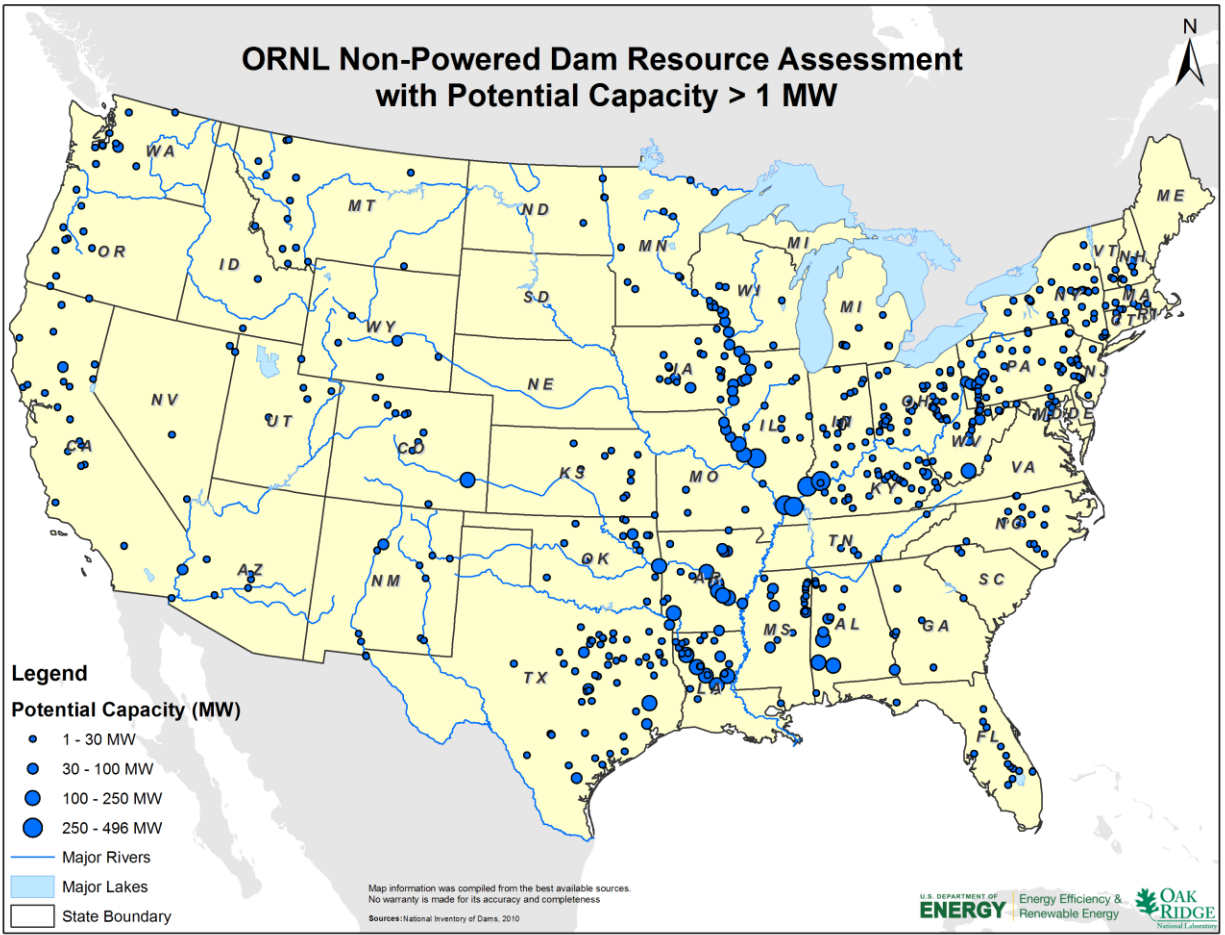 ORNL Non-Powered Dam Resource Assessment
with Potential Capacity > 1 MW
N
WA
OR
CA
NV
ID
MT
WY
UT
AZ
CO
NM
ND
SD
NE
KS
OK
TX
MN
IA
MO
AR
LA
WI
IL
MI
MI
IN
OH
KY
TN
MS
AL
GA
FL
SC
NC
VA
WV
PA
NY
VT
NH
ME
MA
CT
RI
NJ
MD
DE
Legend
Potential Capacity (MW)
1 - 30 MW
30 - 100 MW
100 - 250 MW
250 - 496 MW
Major Rivers
Major Lakes
State Boundary
Map information was compiled from the best available sources.
No warranty is made for its accuracy and completeness
Sources: National Inventory of Dams, 2010
U.S. DEPARTMENT OF
ENERGY
Energy Efficiency &
Renewable Energy
OAK
RIDGE
National Laboratory